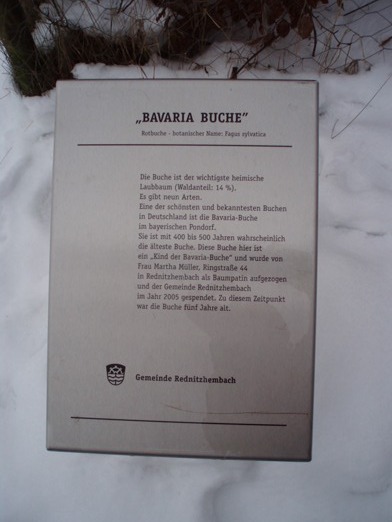 „BAVARIA BUCHE”
Rotbuche - botanischer Name: Fagus sylvatica
Die Buche ist der wichtigste heimische
Laubbaum (Waldanteil: 14 %).
Es gibt neun Arten.
Eine der schönsten und bekanntesten Buchen
in Deutschland ist die Bavaria-Buche
im bayerischen Pondorf.
Sie ist mit 400 bis 500 Jahren wahrscheinlich
die älteste Buche. Diese Buche hier ist
ein „Kind der Bavaria-Buche” und wurde von
Frau Martha Müller, Ringstraße 44
in Rednitzhembach als Baumpatin aufgezogen
und der Gemeinde Rednitzhembach
im Jahr 2005 gespendet. Zu diesem Zeitpunkt
war die Buche fünf Jahre alt.
Gemeinde Rednitzhembach